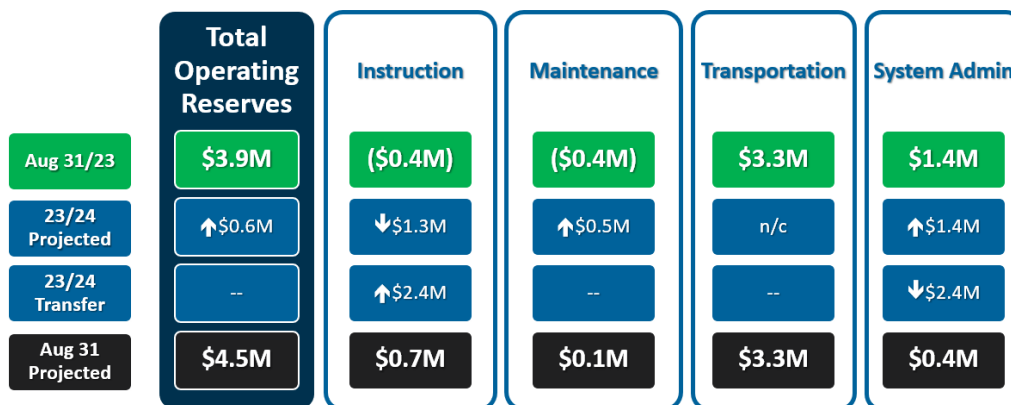 Total
Operating
Reserves
Instruction
Maintenance
Transportation
System Admin
Aug 31/23
$3.9M
($0.4M)
($0.4M)
$3.3M
$1.4M
23/24
Projected
↑$0.6M
↓$1.3M
↑$0.5M
n/c
↑$1.4M
23/24
Transfer
--
↑$2.4M
--
--
↓$2.4M
Aug 31
Projected
$4.5M
$0.7M
$0.1M
$3.3M
$0.4M